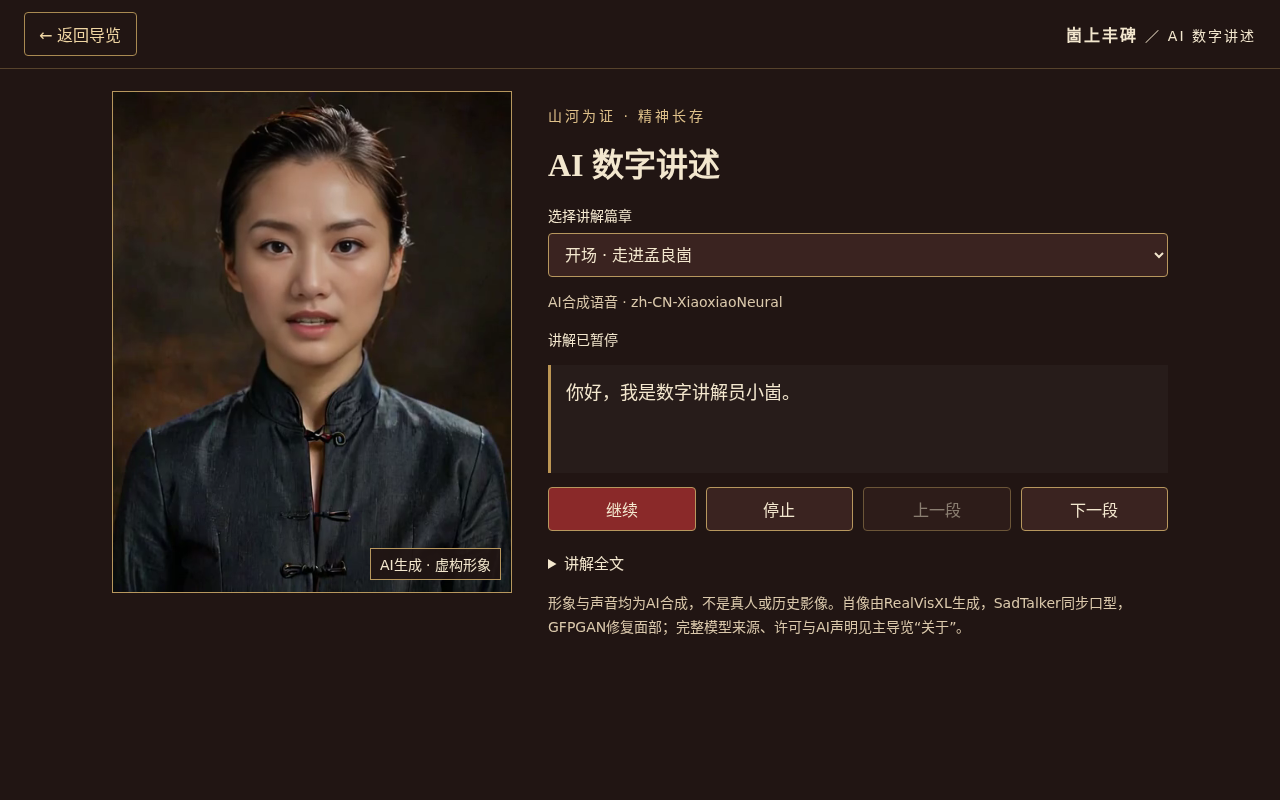 ← 返回导览
崮上丰碑 ／ AI 数字讲述
山河为证 · 精神长存
AI 数字讲述
选择讲解篇章
开场 · 走进孟良崮
AI合成语音 · zh-CN-XiaoxiaoNeural
讲解已暂停
你好，我是数字讲解员小崮。
继续
停止
上一段
下一段
讲解全文
AI生成 · 虚构形象
形象与声音均为AI合成，不是真人或历史影像。肖像由RealVisXL生成，SadTalker同步口型，
GFPGAN修复面部；完整模型来源、许可与AI声明见主导览“关于”。